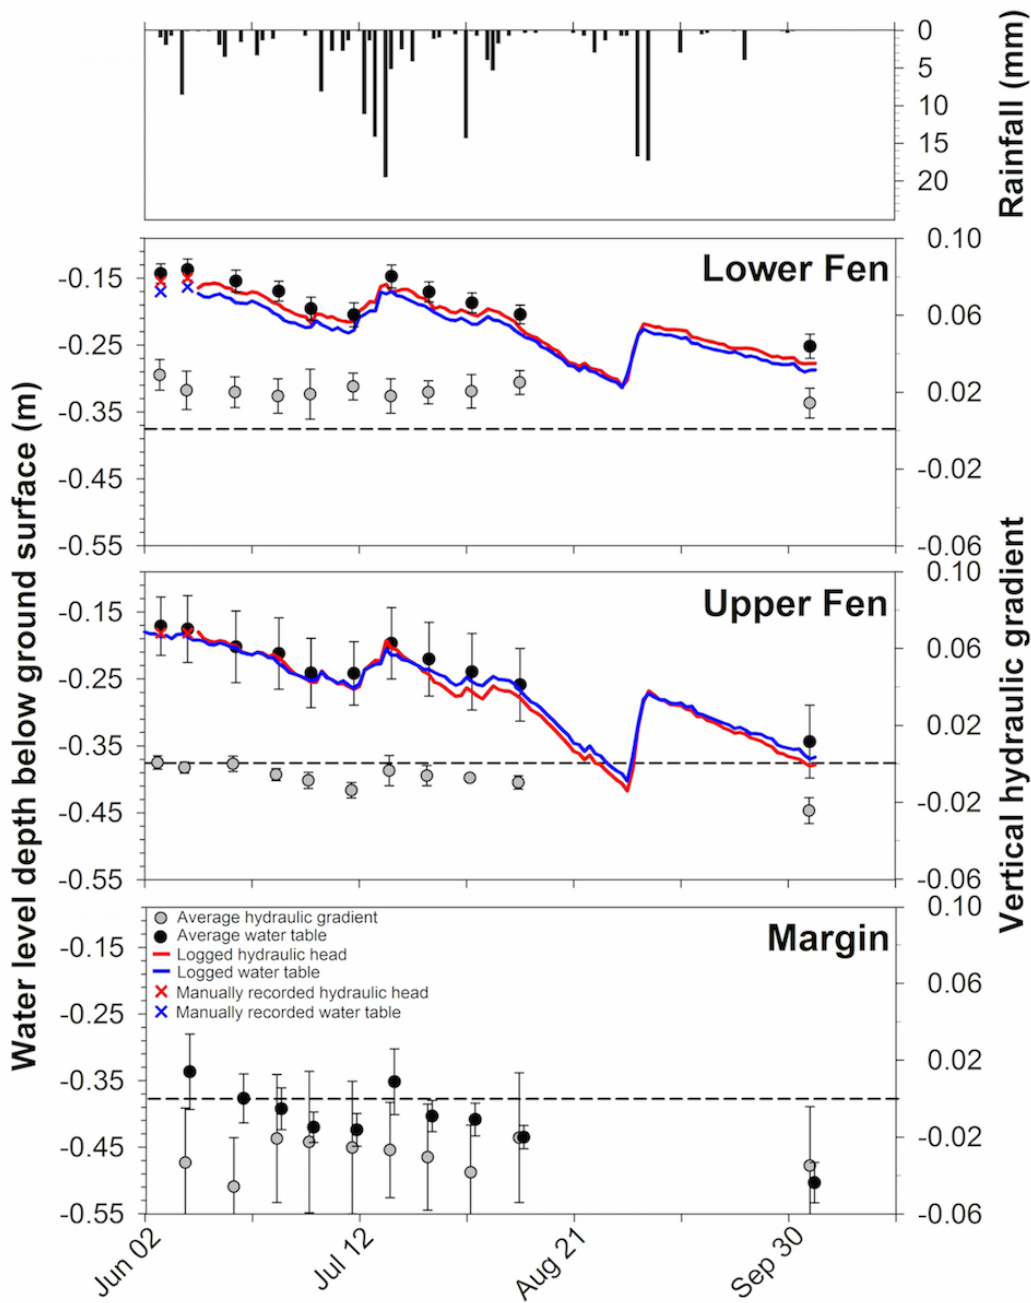 0
5
10
15
20
Rainfall (mm)
Lower Fen
-0.15
-0.25
-0.35
-0.45
-0.55
0.10
0.06
0.02
-0.02
-0.06
Upper Fen
-0.15
-0.25
-0.35
-0.45
-0.55
0.10
0.06
0.02
-0.02
-0.06
Margin
Average hydraulic gradient
Average water table
Logged hydraulic head
Logged water table
Manually recorded hydraulic head
Manually recorded water table
-0.15
-0.25
-0.35
-0.45
-0.55
0.10
0.06
0.02
-0.02
-0.06
Jun 02
Jul 12
Aug 21
Sep 30
Water level depth below ground surface (m)
Vertical hydraulic gradient